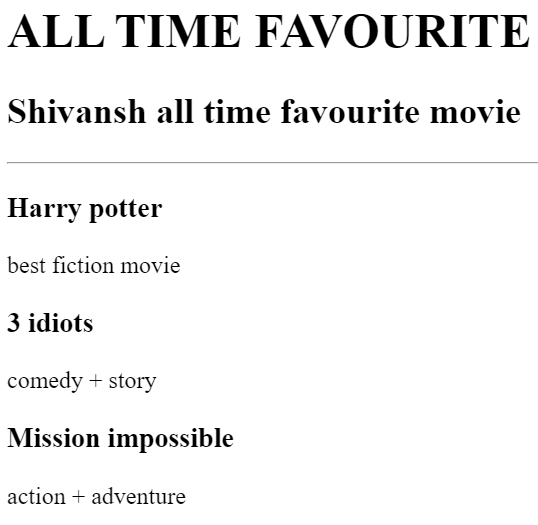 ALL TIME FAVOURITE
Shivansh all time favourite movie
Harry potter
best fiction movie
3 idiots
comedy + story
Mission impossible
action + adventure